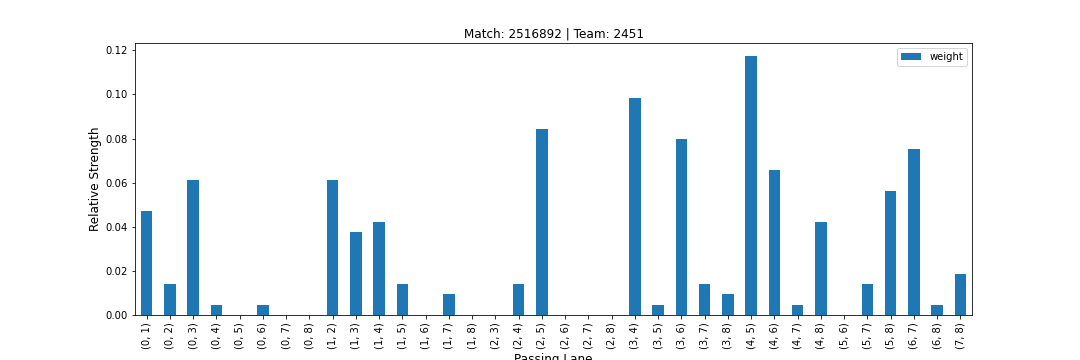 Match: 2516892 | Team: 2451
weight
0.12
0.10
0.08
0.06
0.04
0.02
0.00
Relative Strength
(0, 1) (0, 2) (0, 3) (0, 4) (0, 5) (0, 6) (0, 7) (0, 8) (1, 2) (1, 3) (1, 4) (1, 5) (1, 6) (1, 7) (1, 8) (2, 3) (2, 4) (2, 5) (2, 6) (2, 7) (2, 8) (3, 4) (3, 5) (3, 6) (3, 7) (3, 8) (4, 5) (4, 6) (4, 7) (4, 8) (5, 6) (5, 7) (5, 8) (6, 7) (6, 8) (7, 8)
Passing Lane